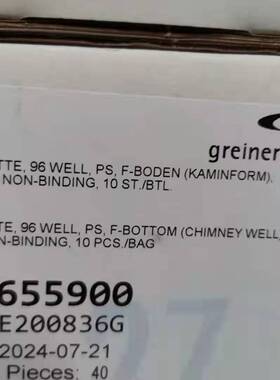 greiner
TTE, 96 WELL, PS, F-BODEN (KAMINFORM).
NON-BINDING, 10 ST./BTL.
TE, 96 WELL, PS, F-BOTTOM (CHIMNEY WELL)
N-BINDING, 10 PCS./BAG
655900
E200836G
2024-07-21
Pieces: 40
27